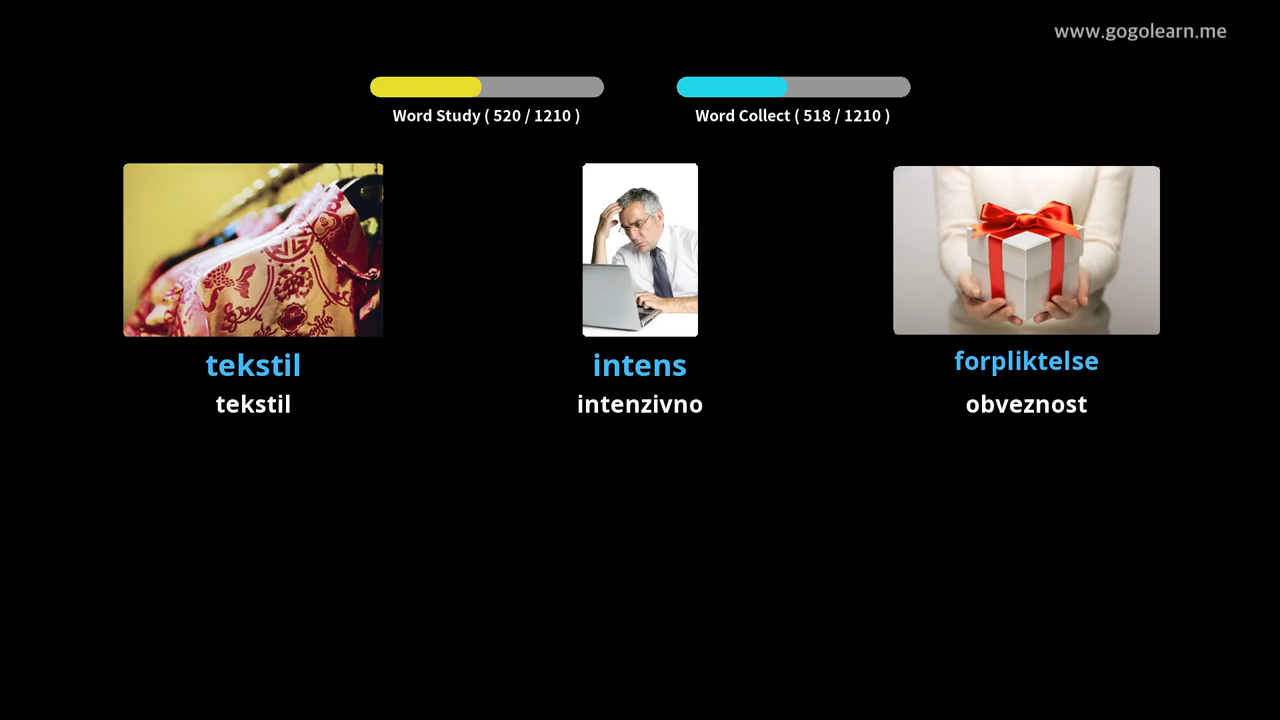 www.gogolearn.me
Word Study ( 520 / 1210 )
Word Collect ( 518 / 1210 )
tekstil
tekstil
intens
intenzivno
forpliktelse
obveznost